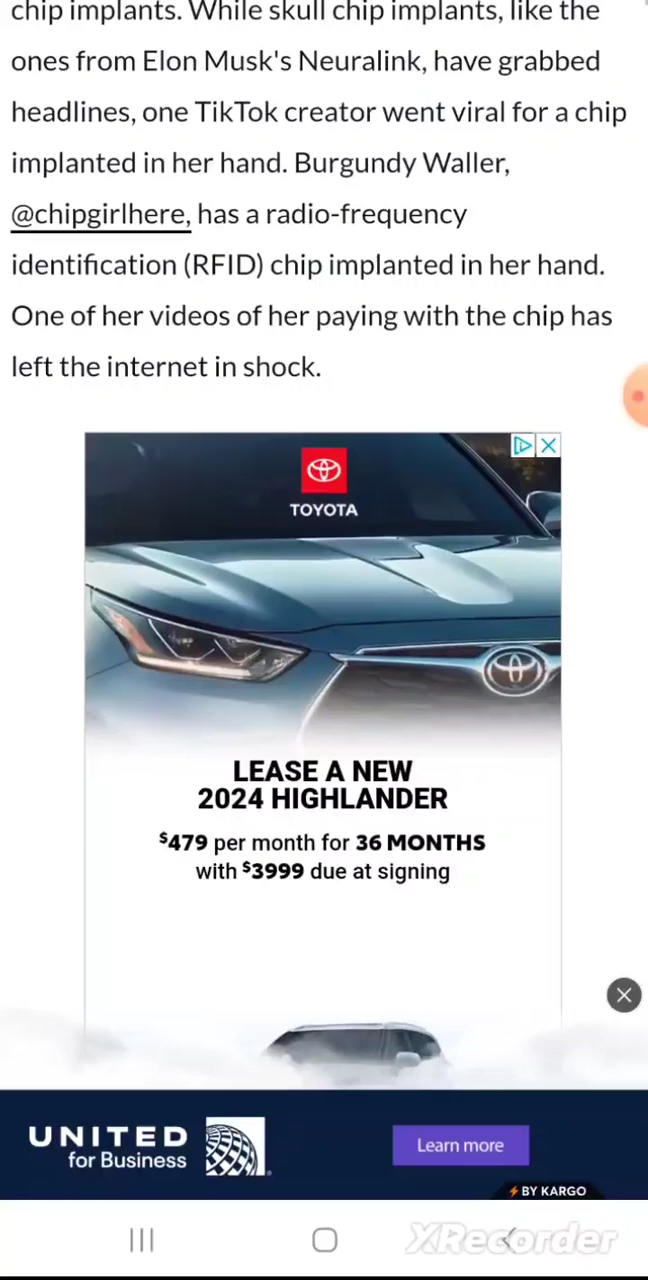 chip implants. While skull chip implants, like the
ones from Elon Musk's Neuralink, have grabbed
headlines, one TikTok creator went viral for a chip
implanted in her hand. Burgundy Waller,
@chipgirlhere, has a radio-frequency
identification (RFID) chip implanted in her hand.
One of her videos of her paying with the chip has
left the internet in shock.
TOYOTA
LEASE A NEW
2024 HIGHLANDER
$479 per month for 36 MONTHS
with $3999 due at signing
UNITED
for Business
Learn more
BY KARGO
XRecorder